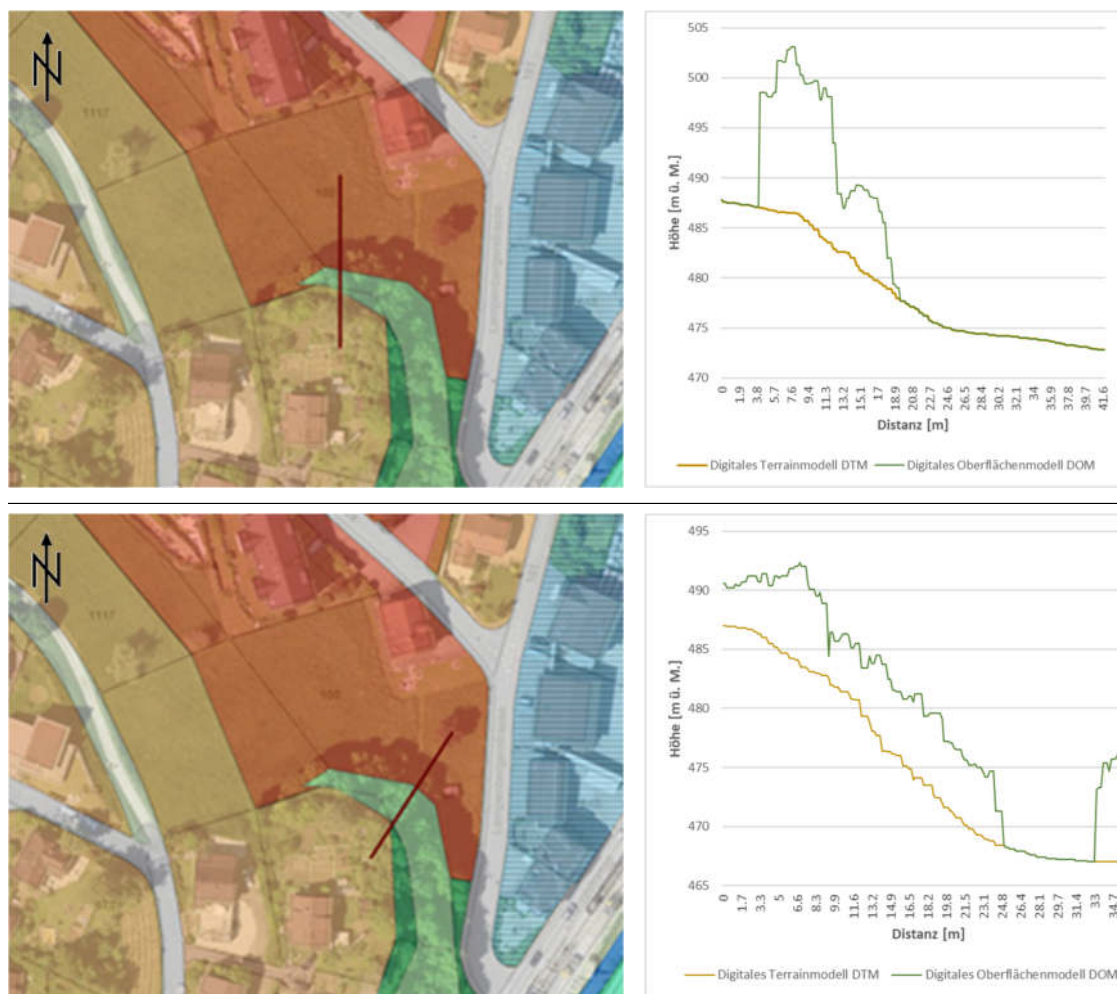 N
1117
505
500
495
490
485
480
475
470
Höhe [m ü. M.]
0 1.9 3.8 5.7 7.6 9.4 11.3 13.2 15.1 17 18.9 20.8 22.7 24.6 26.5 28.4 30.2 32.1 34 35.9 37.8 39.7 41.6
Distanz [m]
Digitales Terrainmodell DTM Digitales Oberflächenmodell DOM
N
1117
495
490
485
480
475
470
465
Höhe [m ü. M.]
0 1.7 3.3 5 6.6 8.3 9.9 11.6 13.2 14.9 16.5 18.2 19.8 21.5 23.1 24.8 26.4 28.1 29.7 31.4 33 34.7
Distanz [m]
Digitales Terrainmodell DTM Digitales Oberflächenmodell DOM